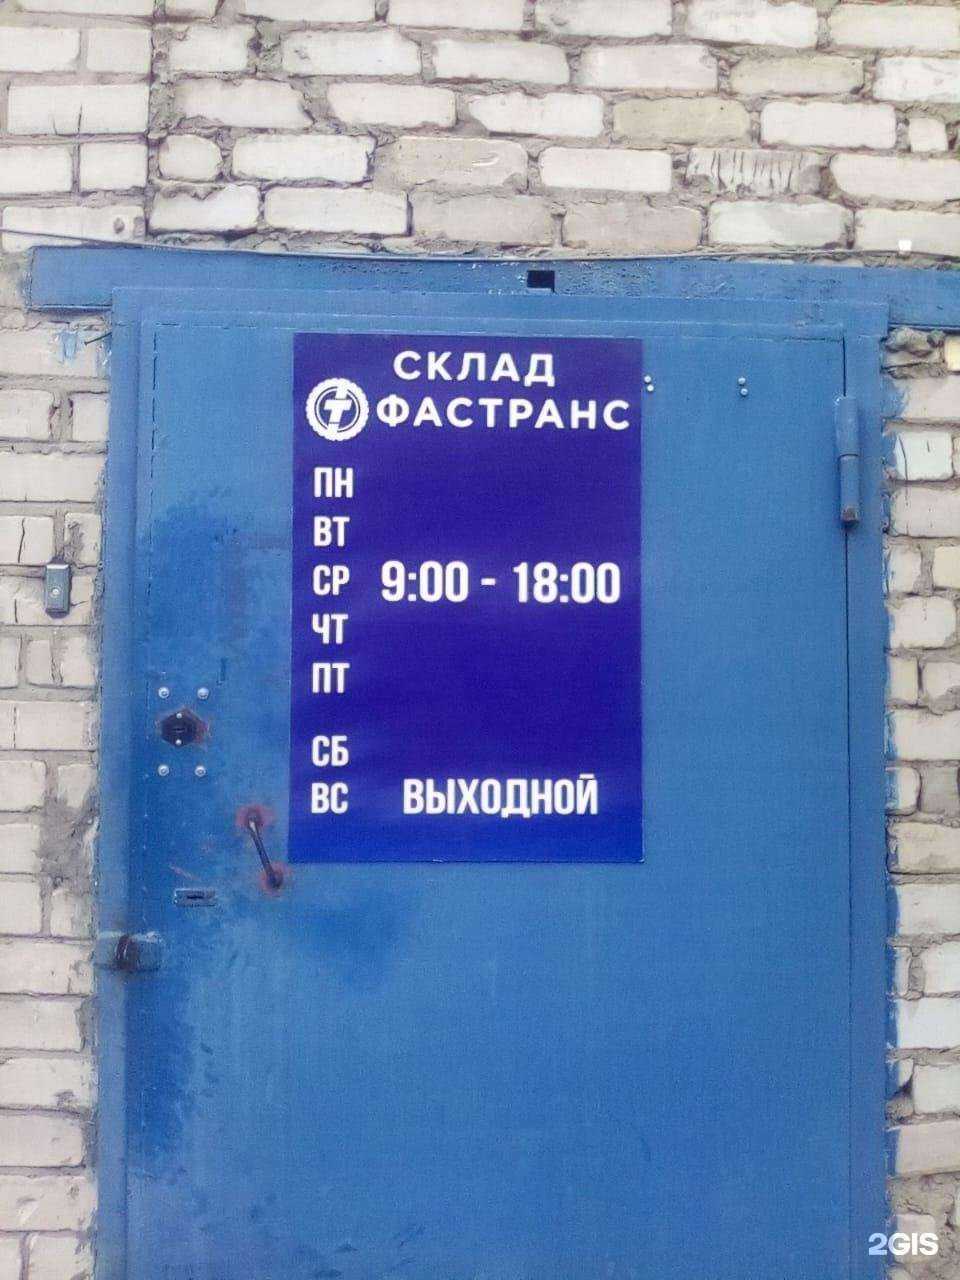 СКЛАД
ФАСТРАНС
ПН
ВТ
СР 9:00 - 18:00
ЧТ
ПТ
СБ
ВС ВЫХОДНОЙ
2GIS